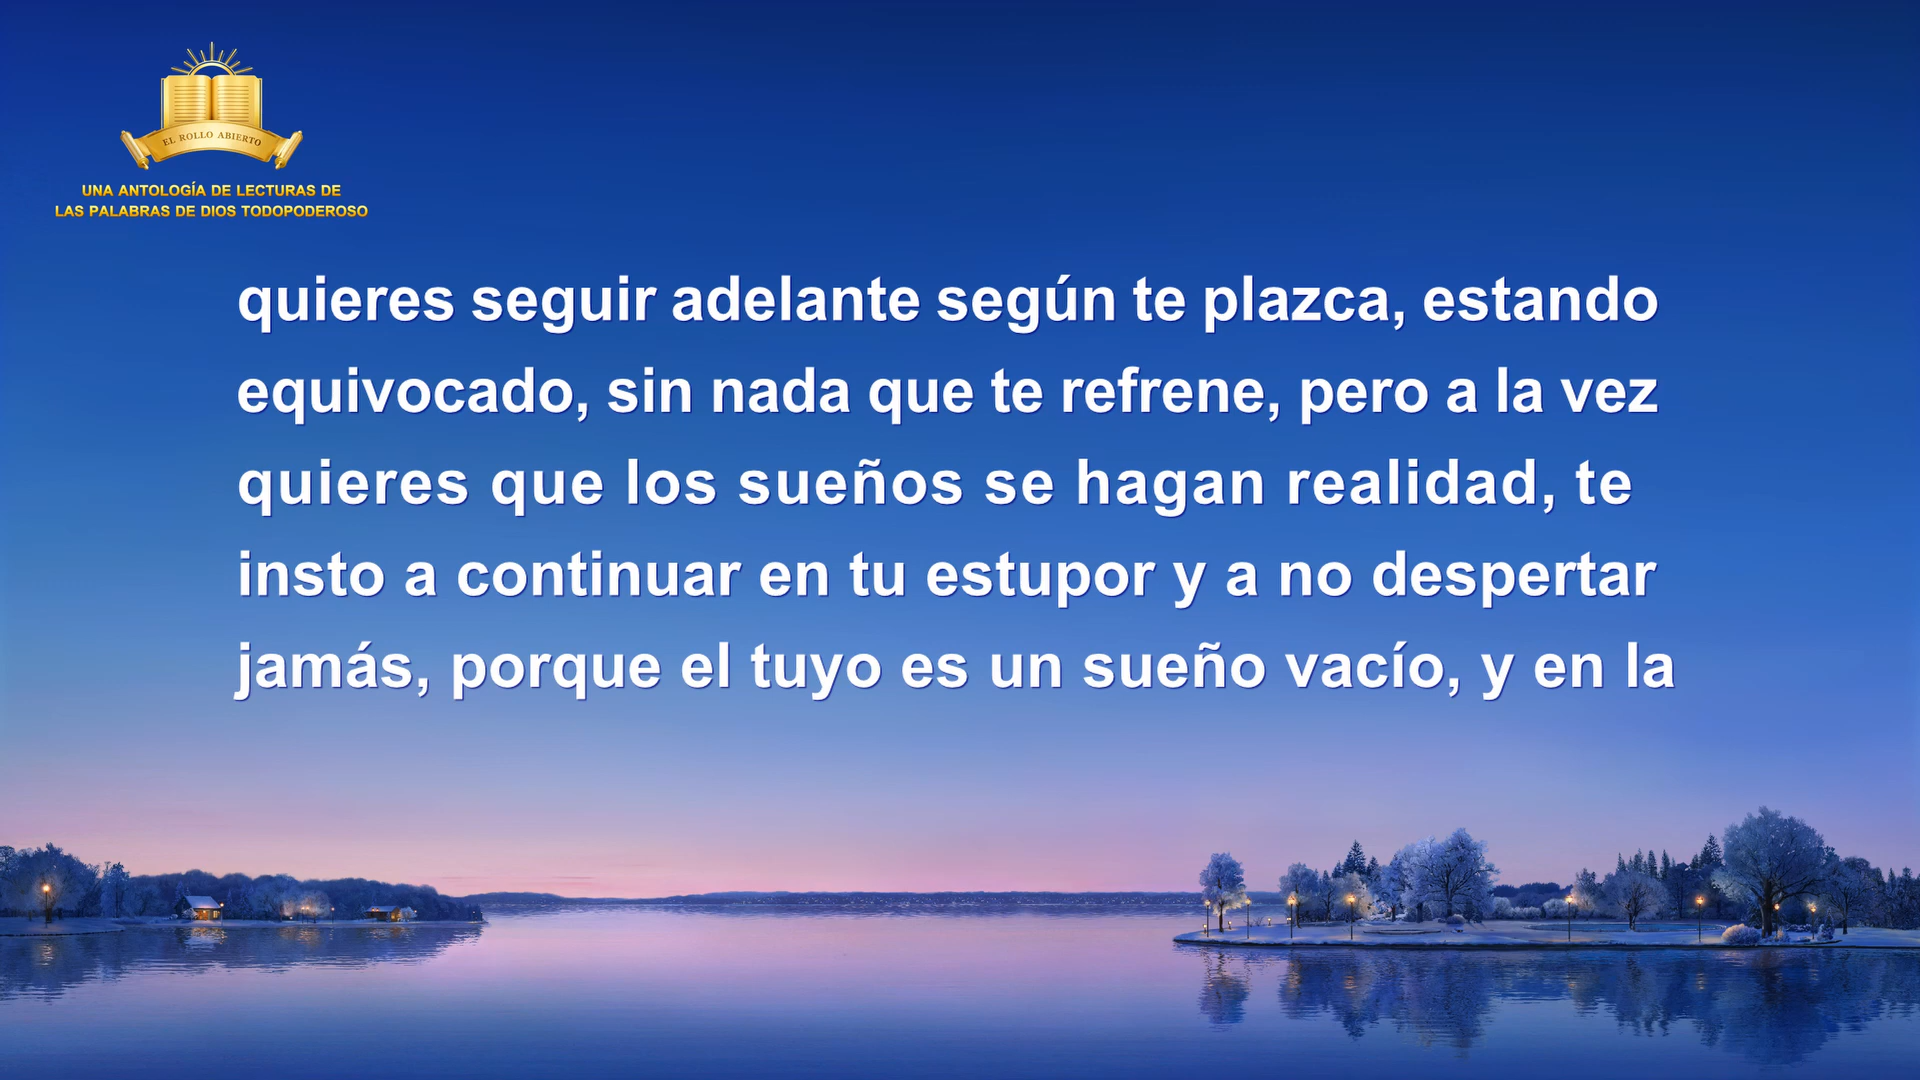 EL ROLLO ABIERTO
UNA ANTOLOGÍA DE LECTURAS DE
LAS PALABRAS DE DIOS TODOPODEROSO
quieres seguir adelante según te plazca, estando
equivocado, sin nada que te refrene, pero a la vez
quieres que los sueños se hagan realidad, te
insto a continuar en tu estupor y a no despertar
jamás, porque el tuyo es un sueño vacío, y en la